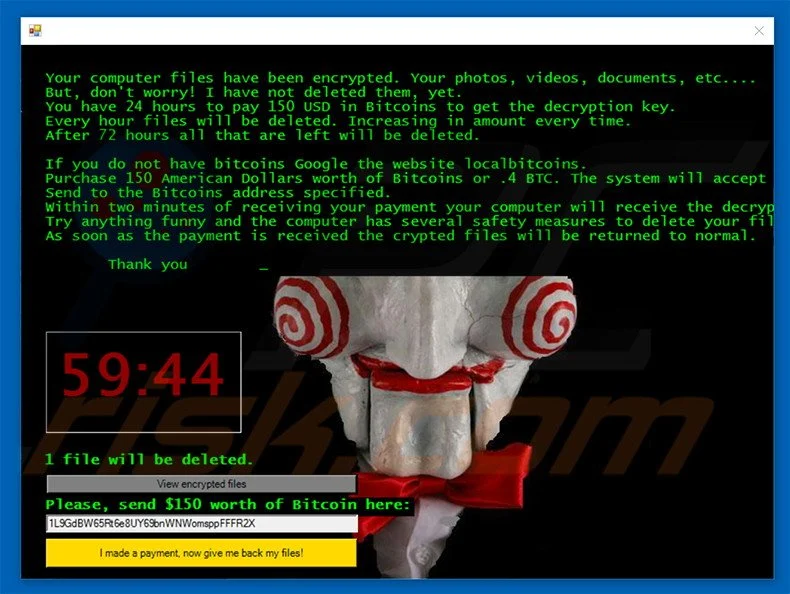 Your computer files have been encrypted. Your photos, videos, documents, etc....
But, don't worry! I have not deleted them, yet.
You have 24 hours to pay 150 USD in Bitcoins to get the decryption key.
Every hour files will be deleted. Increasing in amount every time.
After 72 hours all that are left will be deleted.
If you do not have bitcoins Google the website localbitcoins.
Purchase 150 American Dollars worth of Bitcoins or .4 BTC. The system will accept
Send to the Bitcoins address specified.
Within two minutes of receiving your payment your computer will receive the decryp
Try anything funny and the computer has several safety measures to delete your fil
As soon as the payment is received the crypted files will be returned to normal.
Thank you _
59:44
1 file will be deleted.
View encrypted files
Please, send $150 worth of Bitcoin here:
1L9GdBW65Rt6e8UY69bnWNWomsppFFFR2X
I made a payment, now give me back my files!
risk.com